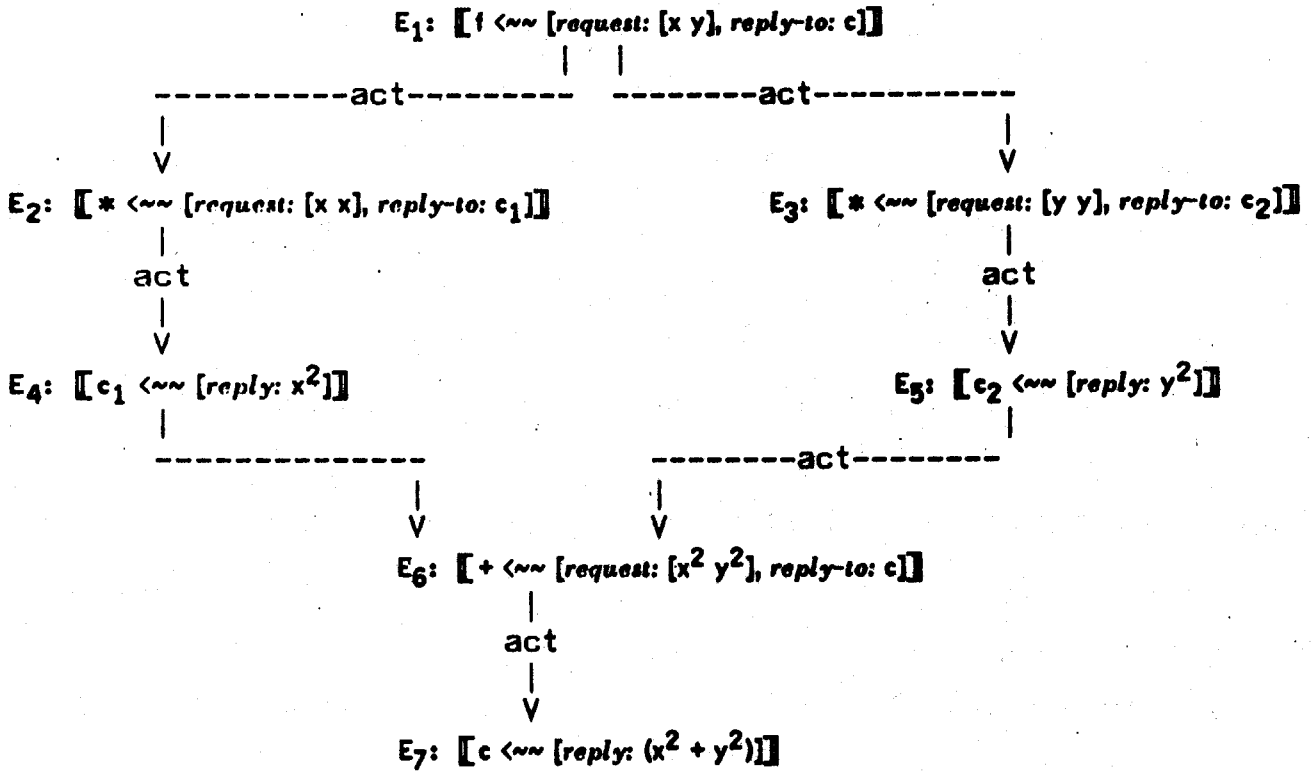 E₁: ⟦f <~~ [request: [x y], reply-to: c]⟧
act act
E₂: ⟦* <~~ [request: [x x], reply-to: c₁]⟧ E₃: ⟦* <~~ [request: [y y], reply-to: c₂]⟧
act act
E₄: ⟦c₁ <~~ [reply: x²]⟧ E₅: ⟦c₂ <~~ [reply: y²]⟧
act
E₆: ⟦+ <~~ [request: [x² y²], reply-to: c]⟧
act
E₇: ⟦c <~~ [reply: (x² + y²)]⟧